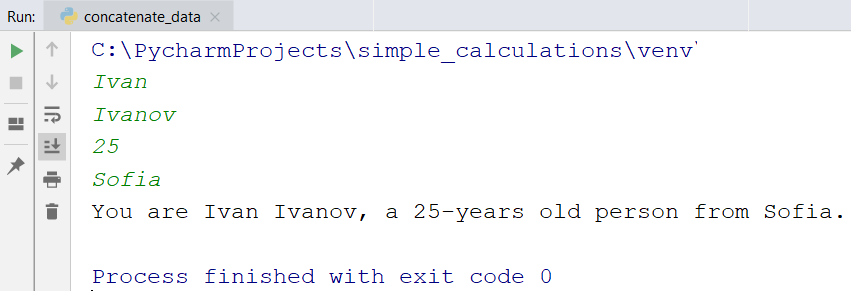 Run: concatenate_data
C:\PycharmProjects\simple_calculations\venv\
Ivan
Ivanov
25
Sofia
You are Ivan Ivanov, a 25-years old person from Sofia.
Process finished with exit code 0